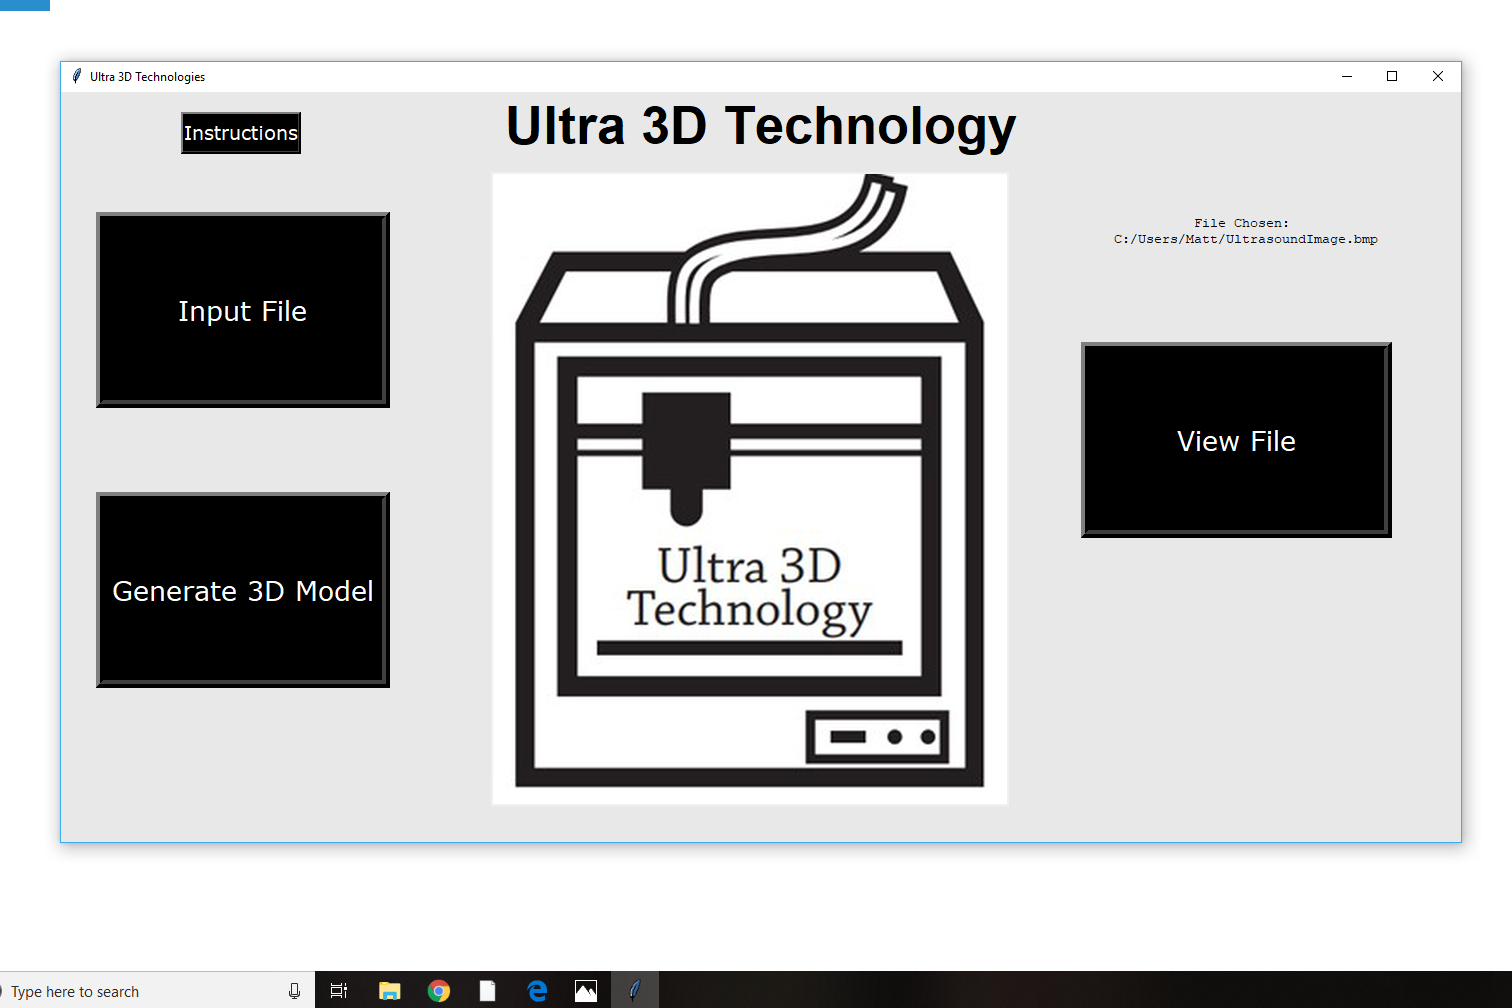 Ultra 3D Technologies
Instructions
Ultra 3D Technology
Input File
File Chosen:
C:/Users/Matt/UltrasoundImage.bmp
View File
Generate 3D Model
Ultra 3D
Technology
Type here to search